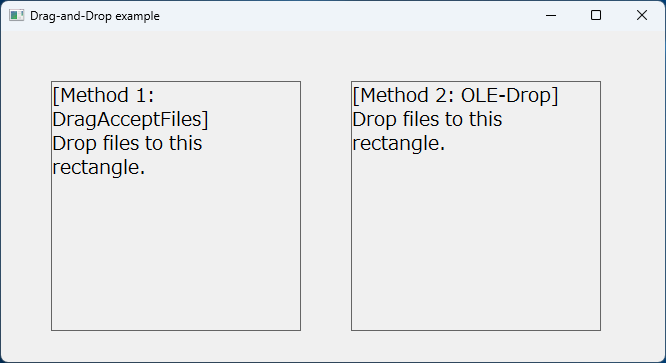 Drag-and-Drop example
[Method 1:
DragAcceptFiles]
Drop files to this
rectangle.
[Method 2: OLE-Drop]
Drop files to this
rectangle.